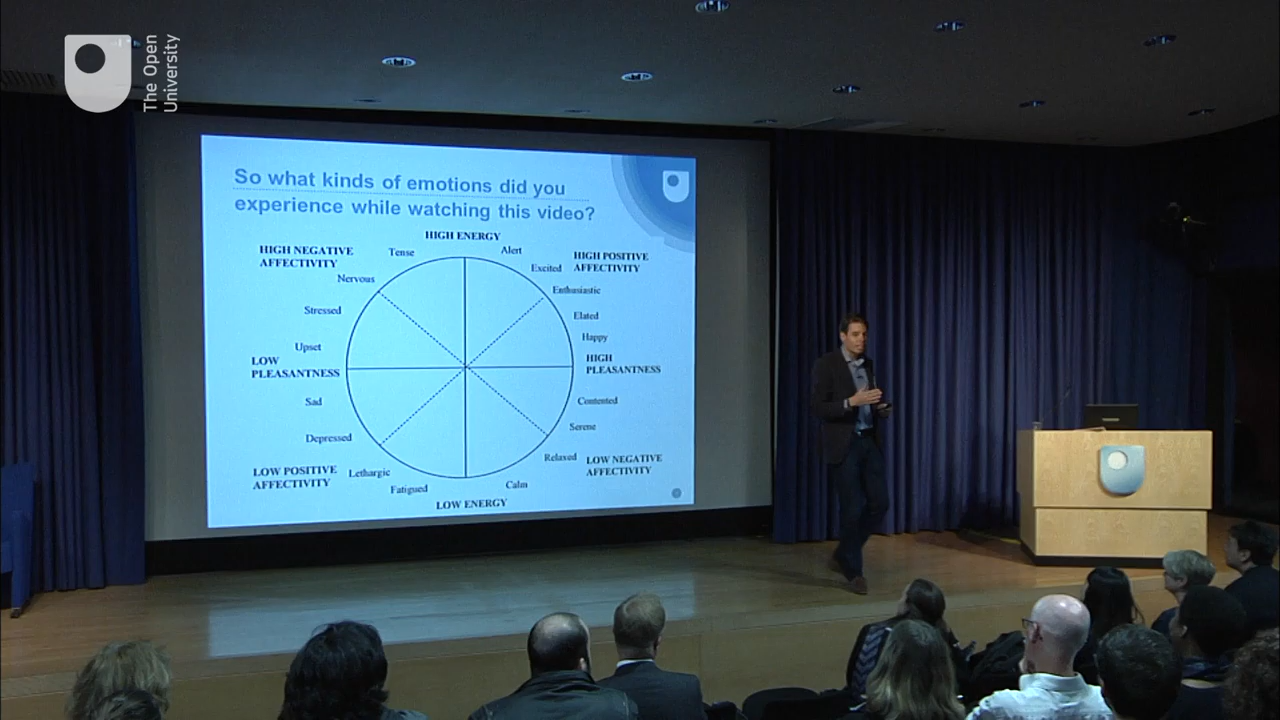 The Open
University
So what kinds of emotions did you
experience while watching this video?
HIGH ENERGY
HIGH NEGATIVE
AFFECTIVITY
Tense
Alert
HIGH POSITIVE
AFFECTIVITY
Nervous
Excited
Enthusiastic
Stressed
Elated
Upset
Happy
LOW
PLEASANTNESS
HIGH
PLEASANTNESS
Sad
Contented
Depressed
Serene
Relaxed
LOW NEGATIVE
AFFECTIVITY
LOW POSITIVE
AFFECTIVITY
Lethargic
Fatigued
Calm
LOW ENERGY